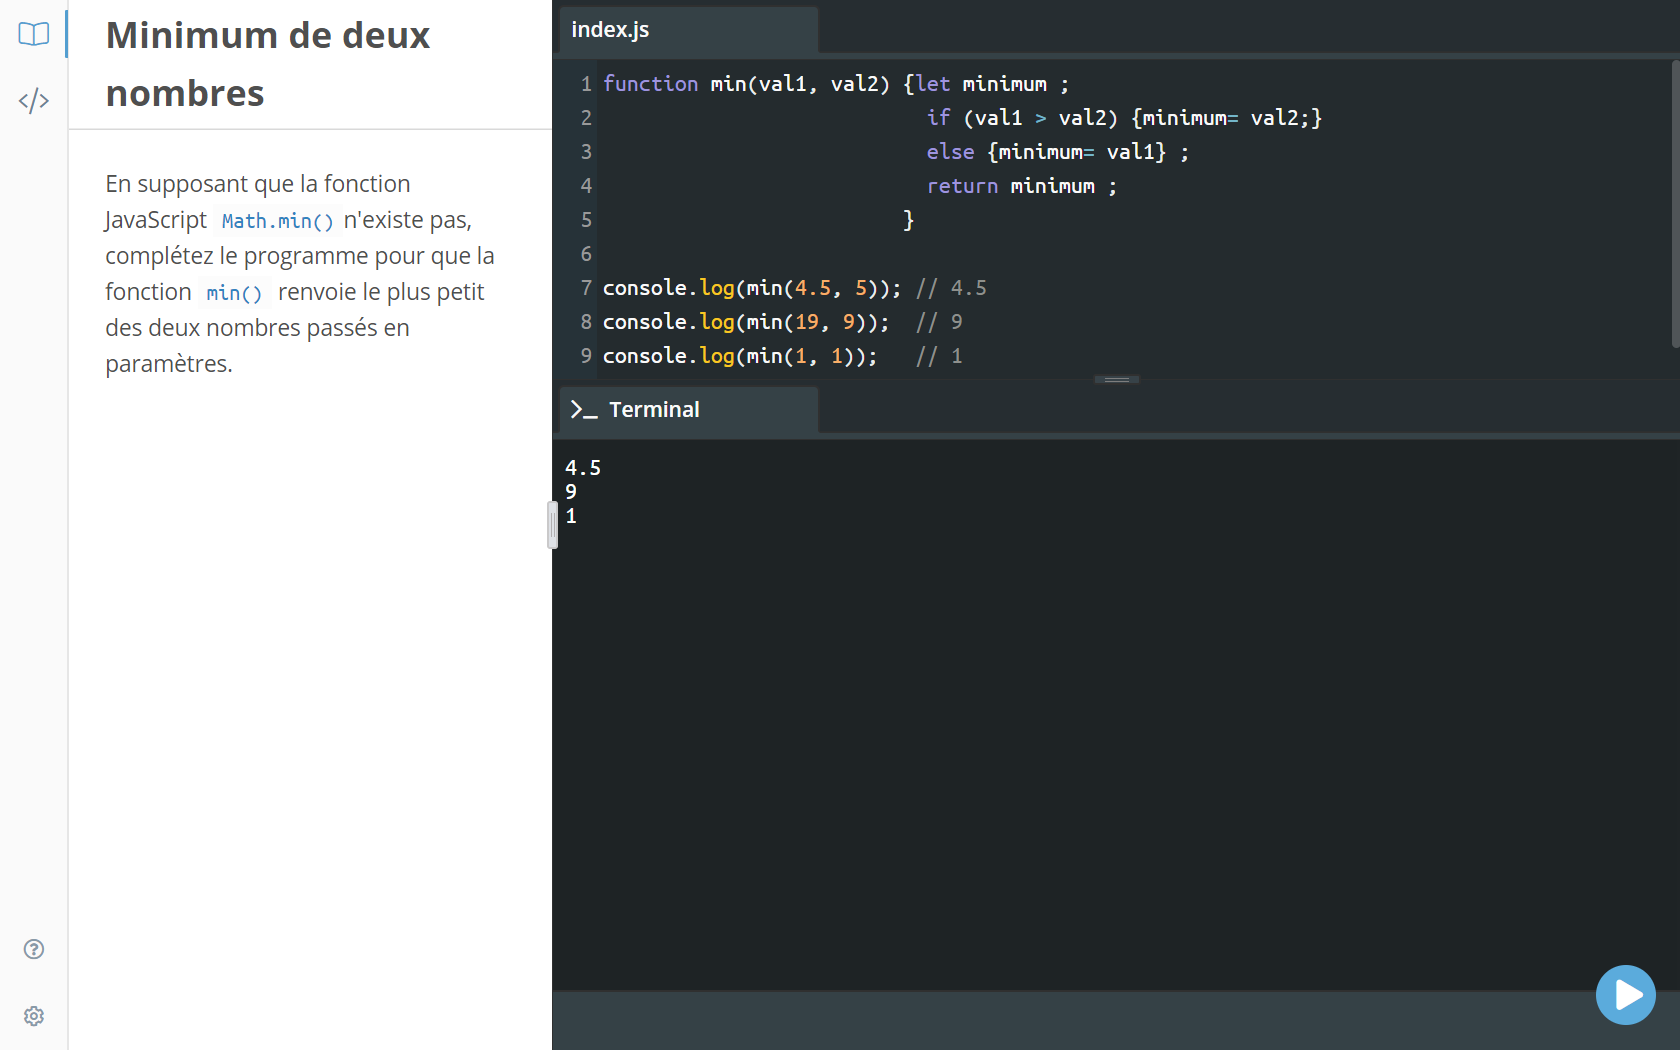 Minimum de deux
nombres
En supposant que la fonction
JavaScript Math.min() n'existe pas,
complétez le programme pour que la
fonction min() renvoie le plus petit
des deux nombres passés en
paramètres.
index.js
1 function min(val1, val2) {let minimum ;
2 if (val1 > val2) {minimum= val2;}
3 else {minimum= val1} ;
4 return minimum ;
5 }
6
7 console.log(min(4.5, 5)); // 4.5
8 console.log(min(19, 9)); // 9
9 console.log(min(1, 1)); // 1
Terminal
4.5
9
1